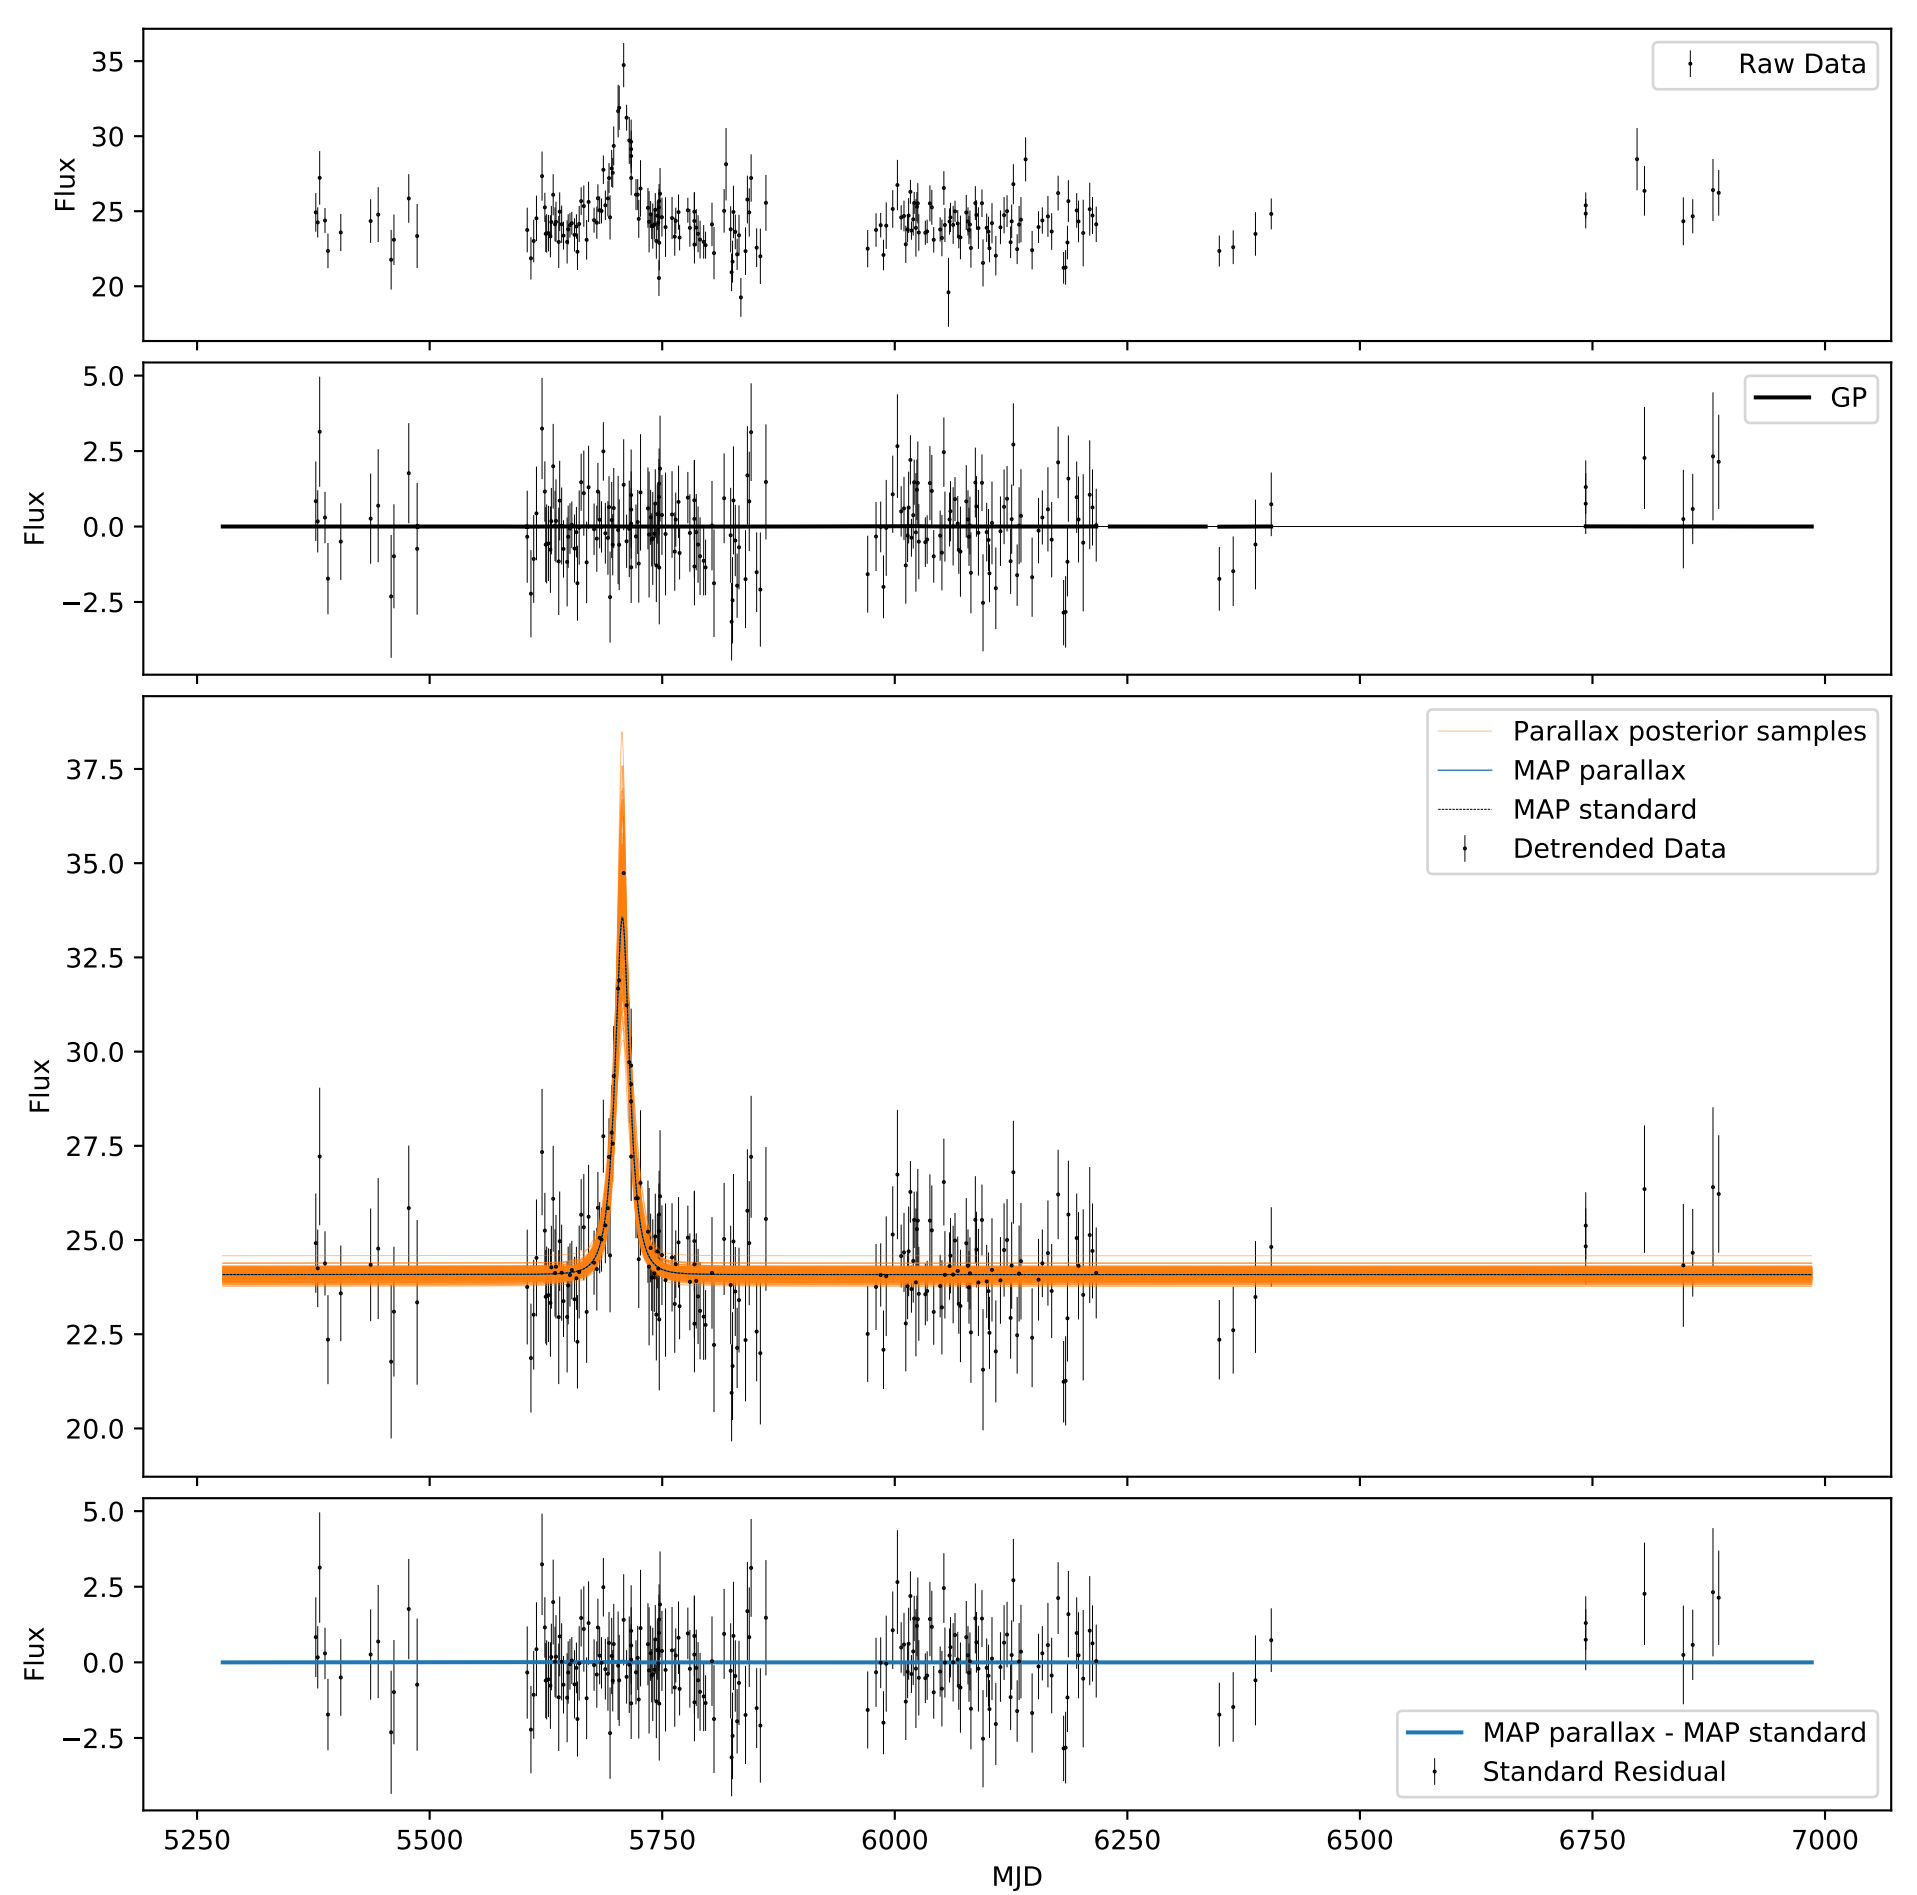 35
30
25
20
Flux
Raw Data
5.0
2.5
0.0
−2.5
Flux
GP
37.5
35.0
32.5
30.0
27.5
25.0
22.5
20.0
Flux
Parallax posterior samples
MAP parallax
MAP standard
Detrended Data
5.0
2.5
0.0
−2.5
Flux
MAP parallax - MAP standard
Standard Residual
5250 5500 5750 6000 6250 6500 6750 7000
MJD